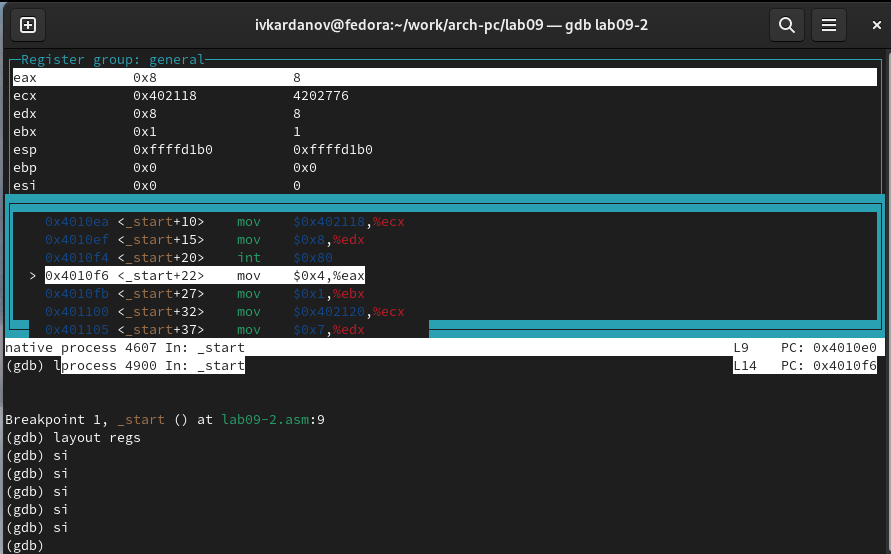 ivkardanov@fedora:~/work/arch-pc/lab09 — gdb lab09-2
Register group: general
eax 0x8 8
ecx 0x402118 4202776
edx 0x8 8
ebx 0x1 1
esp 0xffffd1b0 0xffffd1b0
ebp 0x0 0x0
esi 0x0 0
0x4010ea <_start+10> mov $0x402118,%ecx
0x4010ef <_start+15> mov $0x8,%edx
0x4010f4 <_start+20> int $0x80
> 0x4010f6 <_start+22> mov $0x4,%eax
0x4010fb <_start+27> mov $0x1,%ebx
0x401100 <_start+32> mov $0x402120,%ecx
0x401105 <_start+37> mov $0x7,%edx
native process 4607 In: _start L9 PC: 0x4010e0
(gdb) lprocess 4900 In: _start L14 PC: 0x4010f6
Breakpoint 1, _start () at lab09-2.asm:9
(gdb) layout regs
(gdb) si
(gdb) si
(gdb) si
(gdb) si
(gdb) si
(gdb)